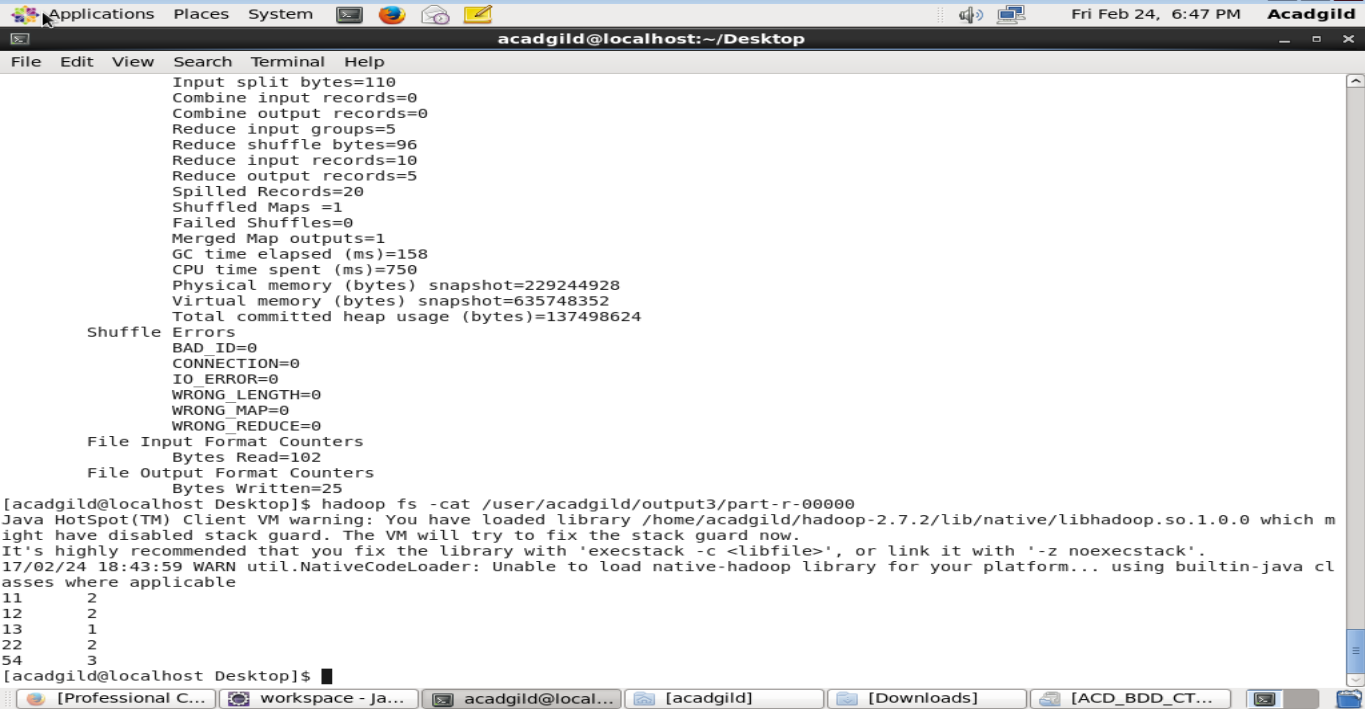 Applications Places System Fri Feb 24, 6:47 PM Acadgild
acadgild@localhost:~/Desktop
File Edit View Search Terminal Help
Input split bytes=110
Combine input records=0
Combine output records=0
Reduce input groups=5
Reduce shuffle bytes=96
Reduce input records=10
Reduce output records=5
Spilled Records=20
Shuffled Maps =1
Failed Shuffles=0
Merged Map outputs=1
GC time elapsed (ms)=158
CPU time spent (ms)=750
Physical memory (bytes) snapshot=229244928
Virtual memory (bytes) snapshot=635748352
Total committed heap usage (bytes)=137498624
Shuffle Errors
BAD_ID=0
CONNECTION=0
IO_ERROR=0
WRONG_LENGTH=0
WRONG_MAP=0
WRONG_REDUCE=0
File Input Format Counters
Bytes Read=102
File Output Format Counters
Bytes Written=25
[acadgild@localhost Desktop]$ hadoop fs -cat /user/acadgild/output3/part-r-00000
Java HotSpot(TM) Client VM warning: You have loaded library /home/acadgild/hadoop-2.7.2/lib/native/libhadoop.so.1.0.0 which m
ight have disabled stack guard. The VM will try to fix the stack guard now.
It's highly recommended that you fix the library with 'execstack -c <libfile>', or link it with '-z noexecstack'.
17/02/24 18:43:59 WARN util.NativeCodeLoader: Unable to load native-hadoop library for your platform... using builtin-java cl
asses where applicable
11 2
12 2
13 1
22 2
54 3
[acadgild@localhost Desktop]$
[Professional C... workspace - Ja... acadgild@local... [acadgild] [Downloads] [ACD_BDD_CT...